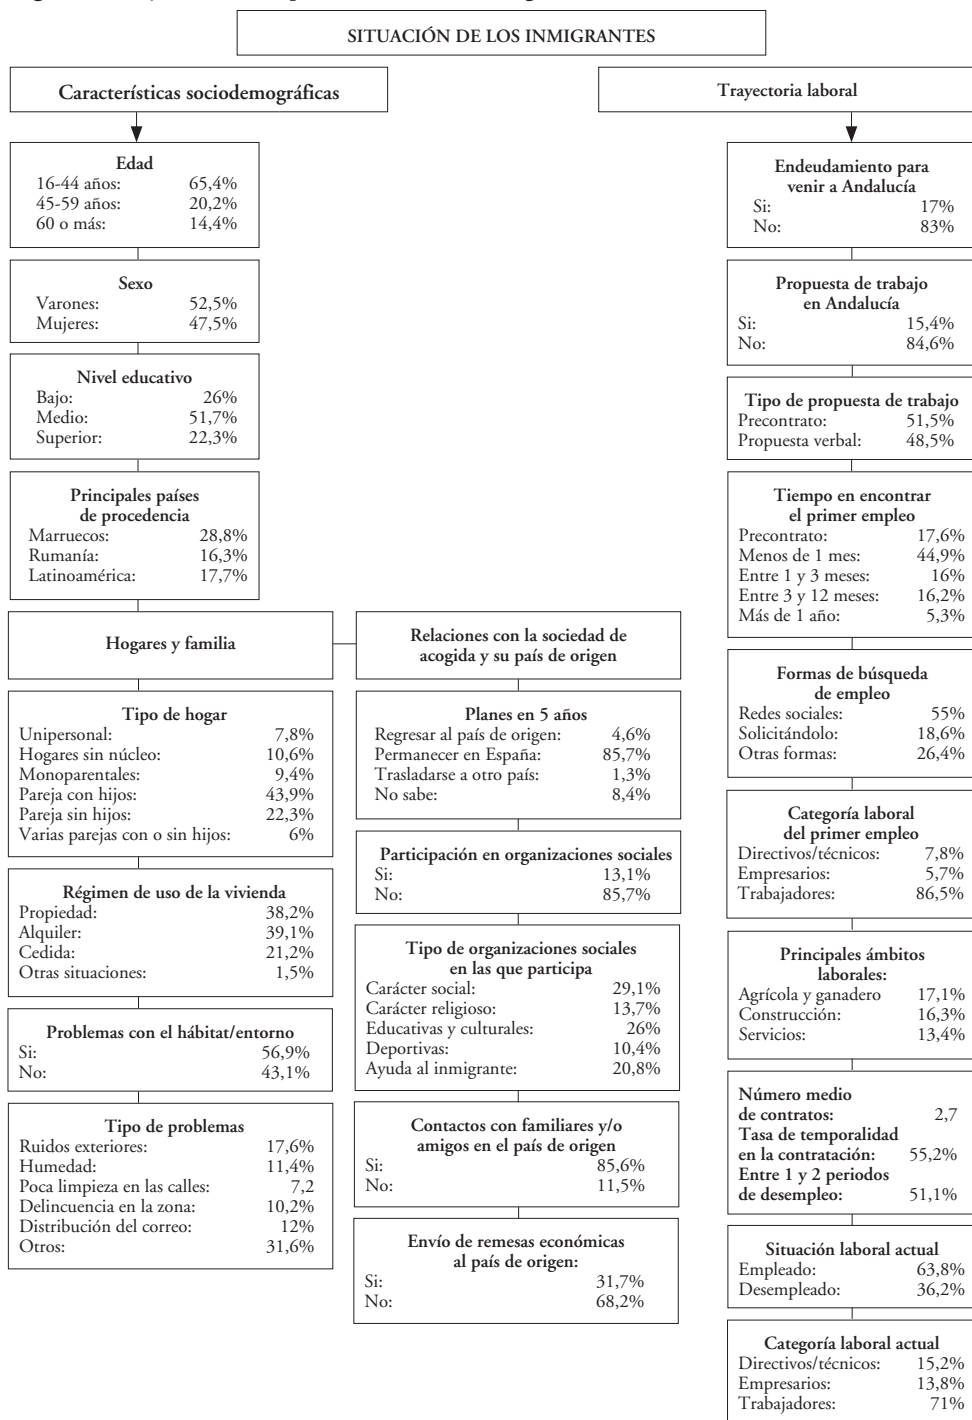 SITUACIÓN DE LOS INMIGRANTES
Características sociodemográficas
Edad
16-44 años: 65,4%
45-59 años: 20,2%
60 o más: 14,4%
Sexo
Varones: 52,5%
Mujeres: 47,5%
Nivel educativo
Bajo: 26%
Medio: 51,7%
Superior: 22,3%
Principales países
de procedencia
Marruecos: 28,8%
Rumanía: 16,3%
Latinoamérica: 17,7%
Hogares y familia
Tipo de hogar
Unipersonal: 7,8%
Hogares sin núcleo: 10,6%
Monoparentales: 9,4%
Pareja con hijos: 43,9%
Pareja sin hijos: 22,3%
Varias parejas con o sin hijos: 6%
Régimen de uso de la vivienda
Propiedad: 38,2%
Alquiler: 39,1%
Cedida: 21,2%
Otras situaciones: 1,5%
Problemas con el hábitat/entorno
Si: 56,9%
No: 43,1%
Tipo de problemas
Ruidos exteriores: 17,6%
Humedad: 11,4%
Poca limpieza en las calles: 7,2
Delincuencia en la zona: 10,2%
Distribución del correo: 12%
Otros: 31,6%
Relaciones con la sociedad de
acogida y su país de origen
Planes en 5 años
Regresar al país de origen: 4,6%
Permanecer en España: 85,7%
Trasladarse a otro país: 1,3%
No sabe: 8,4%
Participación en organizaciones sociales
Si: 13,1%
No: 85,7%
Tipo de organizaciones sociales
en las que participa
Carácter social: 29,1%
Carácter religioso: 13,7%
Educativas y culturales: 26%
Deportivas: 10,4%
Ayuda al inmigrante: 20,8%
Contactos con familiares y/o
amigos en el país de origen
Si: 85,6%
No: 11,5%
Envío de remesas económicas
al país de origen:
Si: 31,7%
No: 68,2%
Trayectoria laboral
Endeudamiento para
venir a Andalucía
Si: 17%
No: 83%
Propuesta de trabajo
en Andalucía
Si: 15,4%
No: 84,6%
Tipo de propuesta de trabajo
Precontrato: 51,5%
Propuesta verbal: 48,5%
Tiempo en encontrar
el primer empleo
Precontrato: 17,6%
Menos de 1 mes: 44,9%
Entre 1 y 3 meses: 16%
Entre 3 y 12 meses: 16,2%
Más de 1 año: 5,3%
Formas de búsqueda
de empleo
Redes sociales: 55%
Solicitándolo: 18,6%
Otras formas: 26,4%
Categoría laboral
del primer empleo
Directivos/técnicos: 7,8%
Empresarios: 5,7%
Trabajadores: 86,5%
Principales ámbitos
laborales:
Agrícola y ganadero 17,1%
Construcción: 16,3%
Servicios: 13,4%
Número medio
de contratos: 2,7
Tasa de temporalidad
en la contratación: 55,2%
Entre 1 y 2 periodos
de desempleo: 51,1%
Situación laboral actual
Empleado: 63,8%
Desempleado: 36,2%
Categoría laboral actual
Directivos/técnicos: 15,2%
Empresarios: 13,8%
Trabajadores: 71%